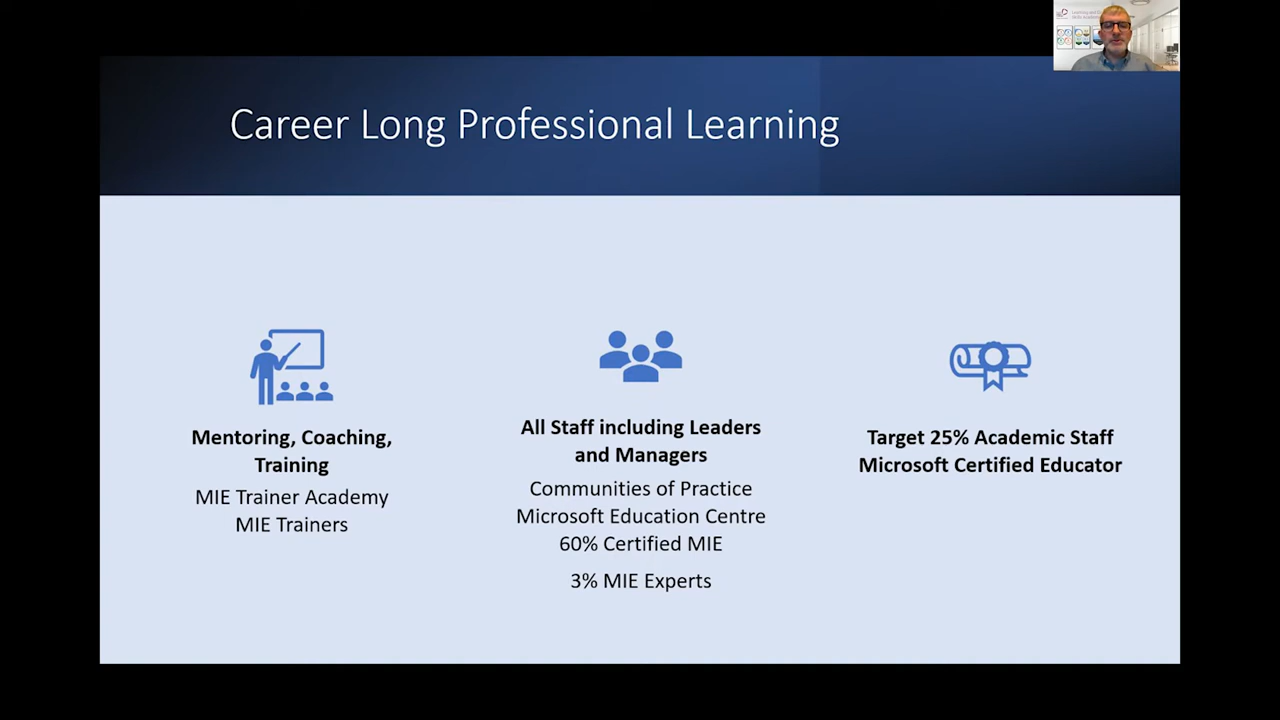 Career Long Professional Learning
Mentoring, Coaching,
Training
MIE Trainer Academy
MIE Trainers
All Staff including Leaders
and Managers
Communities of Practice
Microsoft Education Centre
60% Certified MIE
3% MIE Experts
Target 25% Academic Staff
Microsoft Certified Educator